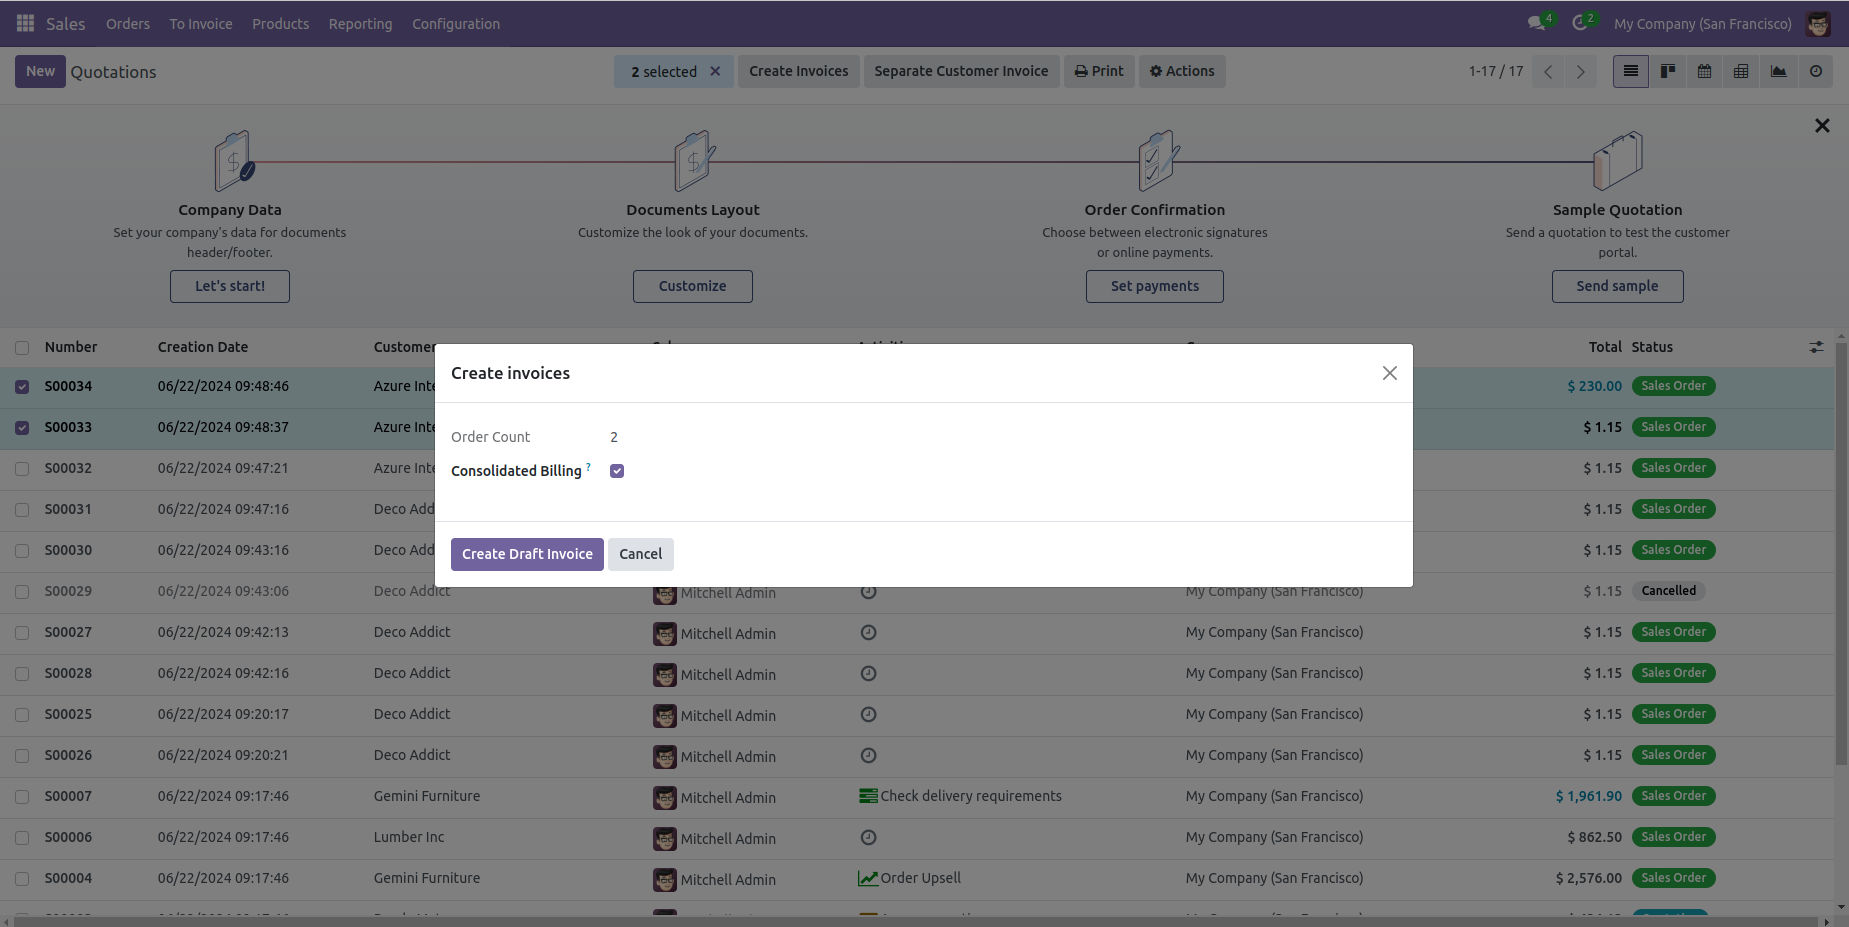 Sales Orders To Invoice Products Reporting Configuration 4 2 My Company (San Francisco)
New Quotations 2 selected Create Invoices Separate Customer Invoice Print Actions 1-17 / 17
Company Data Documents Layout Order Confirmation Sample Quotation
Set your company's data for documents Customize the look of your documents. Choose between electronic signatures Send a quotation to test the customer
header/footer. or online payments. portal.
Let's start! Customize Set payments Send sample
Number Creation Date Customer Total Status
S00034 06/22/2024 09:48:46 Azure Inte $ 230.00 Sales Order
S00033 06/22/2024 09:48:37 Azure Inte $ 1.15 Sales Order
S00032 06/22/2024 09:47:21 Azure Inte $ 1.15 Sales Order
S00031 06/22/2024 09:47:16 Deco Add $ 1.15 Sales Order
S00030 06/22/2024 09:43:16 Deco Add $ 1.15 Sales Order
Create invoices
Order Count 2
Consolidated Billing ?
Create Draft Invoice Cancel
S00029 06/22/2024 09:43:06 Deco Addict Mitchell Admin My Company (San Francisco) $ 1.15 Cancelled
S00027 06/22/2024 09:42:13 Deco Addict Mitchell Admin My Company (San Francisco) $ 1.15 Sales Order
S00028 06/22/2024 09:42:16 Deco Addict Mitchell Admin My Company (San Francisco) $ 1.15 Sales Order
S00025 06/22/2024 09:20:17 Deco Addict Mitchell Admin My Company (San Francisco) $ 1.15 Sales Order
S00026 06/22/2024 09:20:21 Deco Addict Mitchell Admin My Company (San Francisco) $ 1.15 Sales Order
S00007 06/22/2024 09:17:46 Gemini Furniture Mitchell Admin Check delivery requirements My Company (San Francisco) $ 1,961.90 Sales Order
S00006 06/22/2024 09:17:46 Lumber Inc Mitchell Admin My Company (San Francisco) $ 862.50 Sales Order
S00004 06/22/2024 09:17:46 Gemini Furniture Mitchell Admin Order Upsell My Company (San Francisco) $ 2,576.00 Sales Order